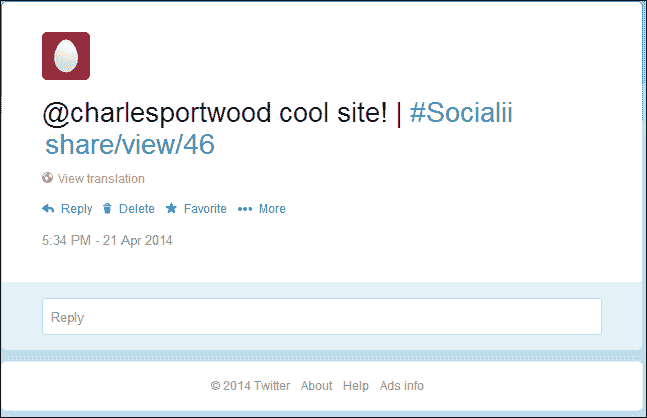 @charlesportwood cool site! | #Socialii
share/view/46
View translation
Reply Delete Favorite More
5:34 PM - 21 Apr 2014
Reply
© 2014 Twitter About Help Ads info